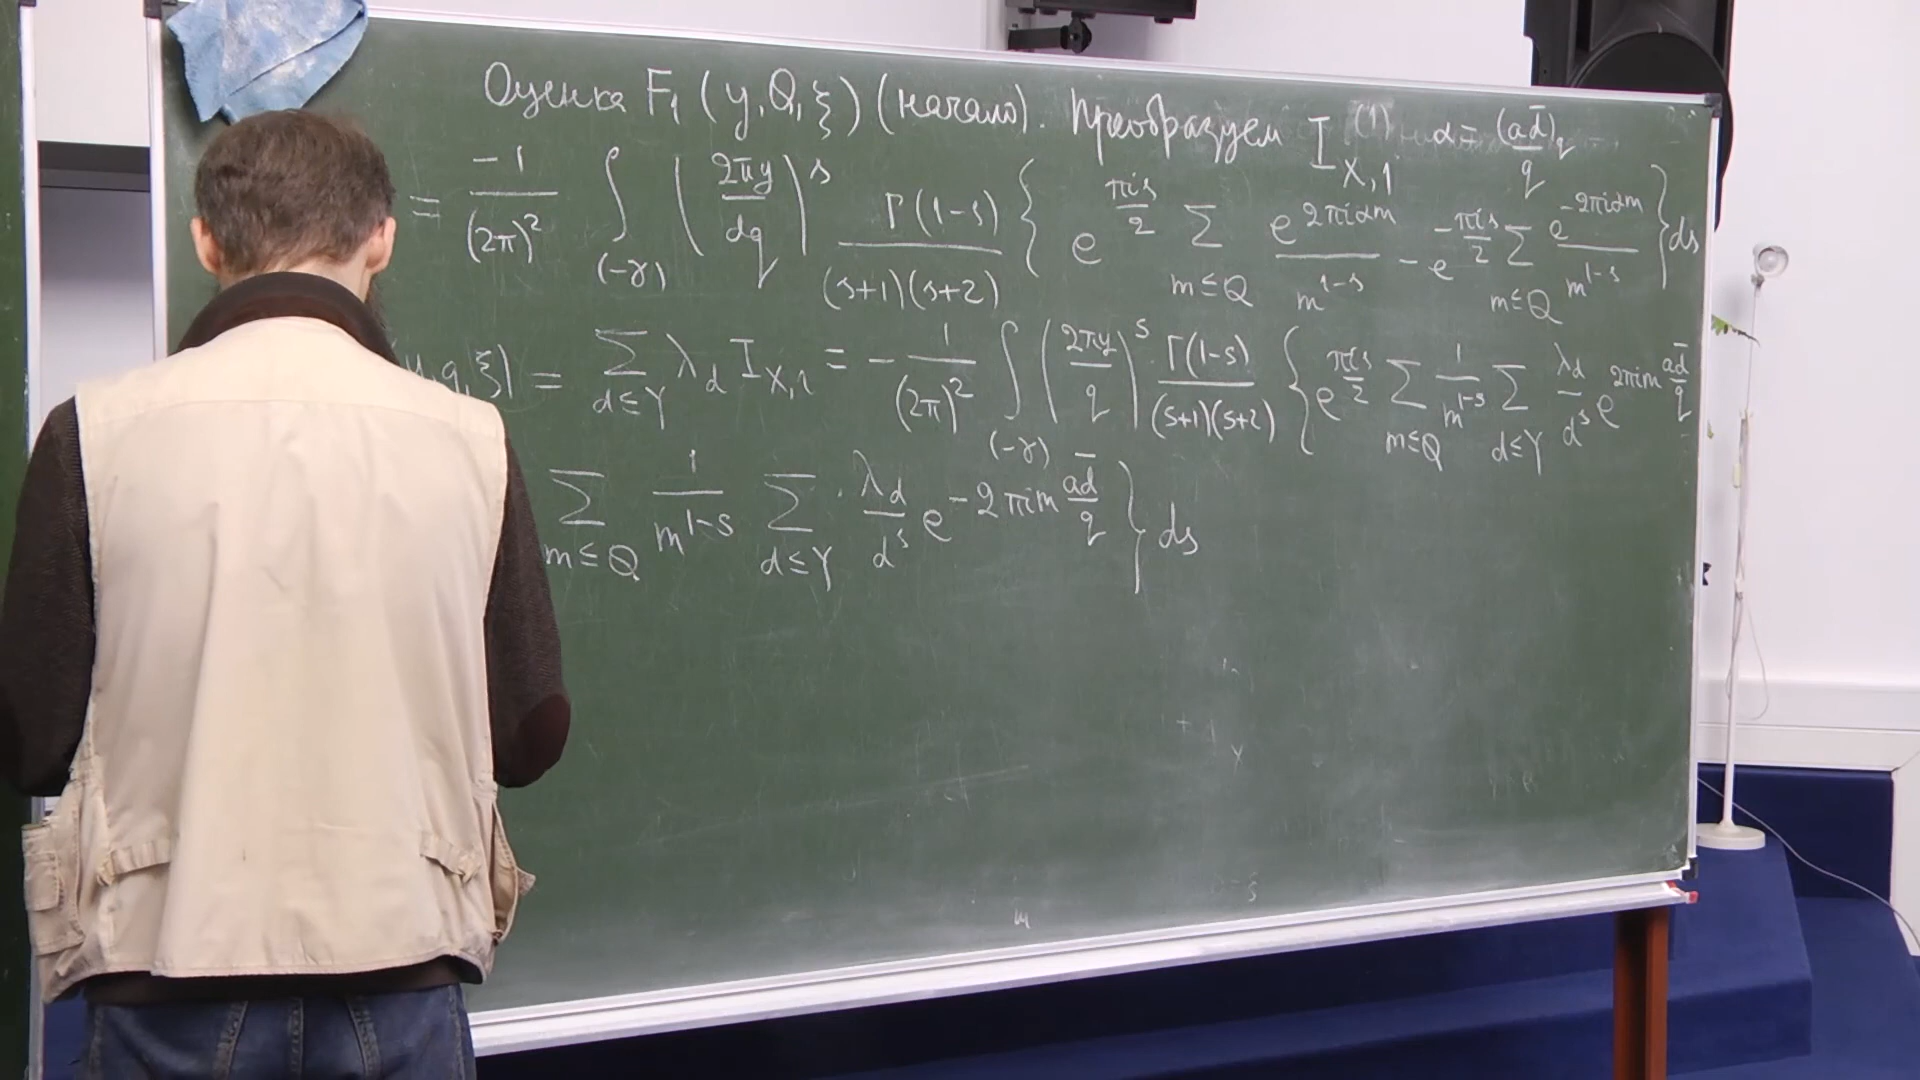 Оценка F₁(y,Q,ξ) (начало). Преобразуем I_{X,1}^{(1)} α = (ad̄)_q / q
= -1/(2π)² ∫_{(-γ)} (2πy/dq)^s Γ(1-s)/((s+1)(s+2)) { e^{πis/2} Σ_{m≤Q} e^{2πiαm}/m^{1-s} - e^{-πis/2} Σ_{m≤Q} e^{-2πiαm}/m^{1-s} } ds
q,ξ) = Σ_{d≤Y} λ_d I_{X,1} = - 1/(2π)² ∫_{(-γ)} (2πy/q)^s Γ(1-s)/((s+1)(s+2)) { e^{πis/2} Σ_{m≤Q} 1/m^{1-s} Σ_{d≤Y} λ_d/d^s e^{2πim ad̄/q}
Σ_{m≤Q} 1/m^{1-s} Σ_{d≤Y} λ_d/d^s e^{-2πim ad̄/q} } ds